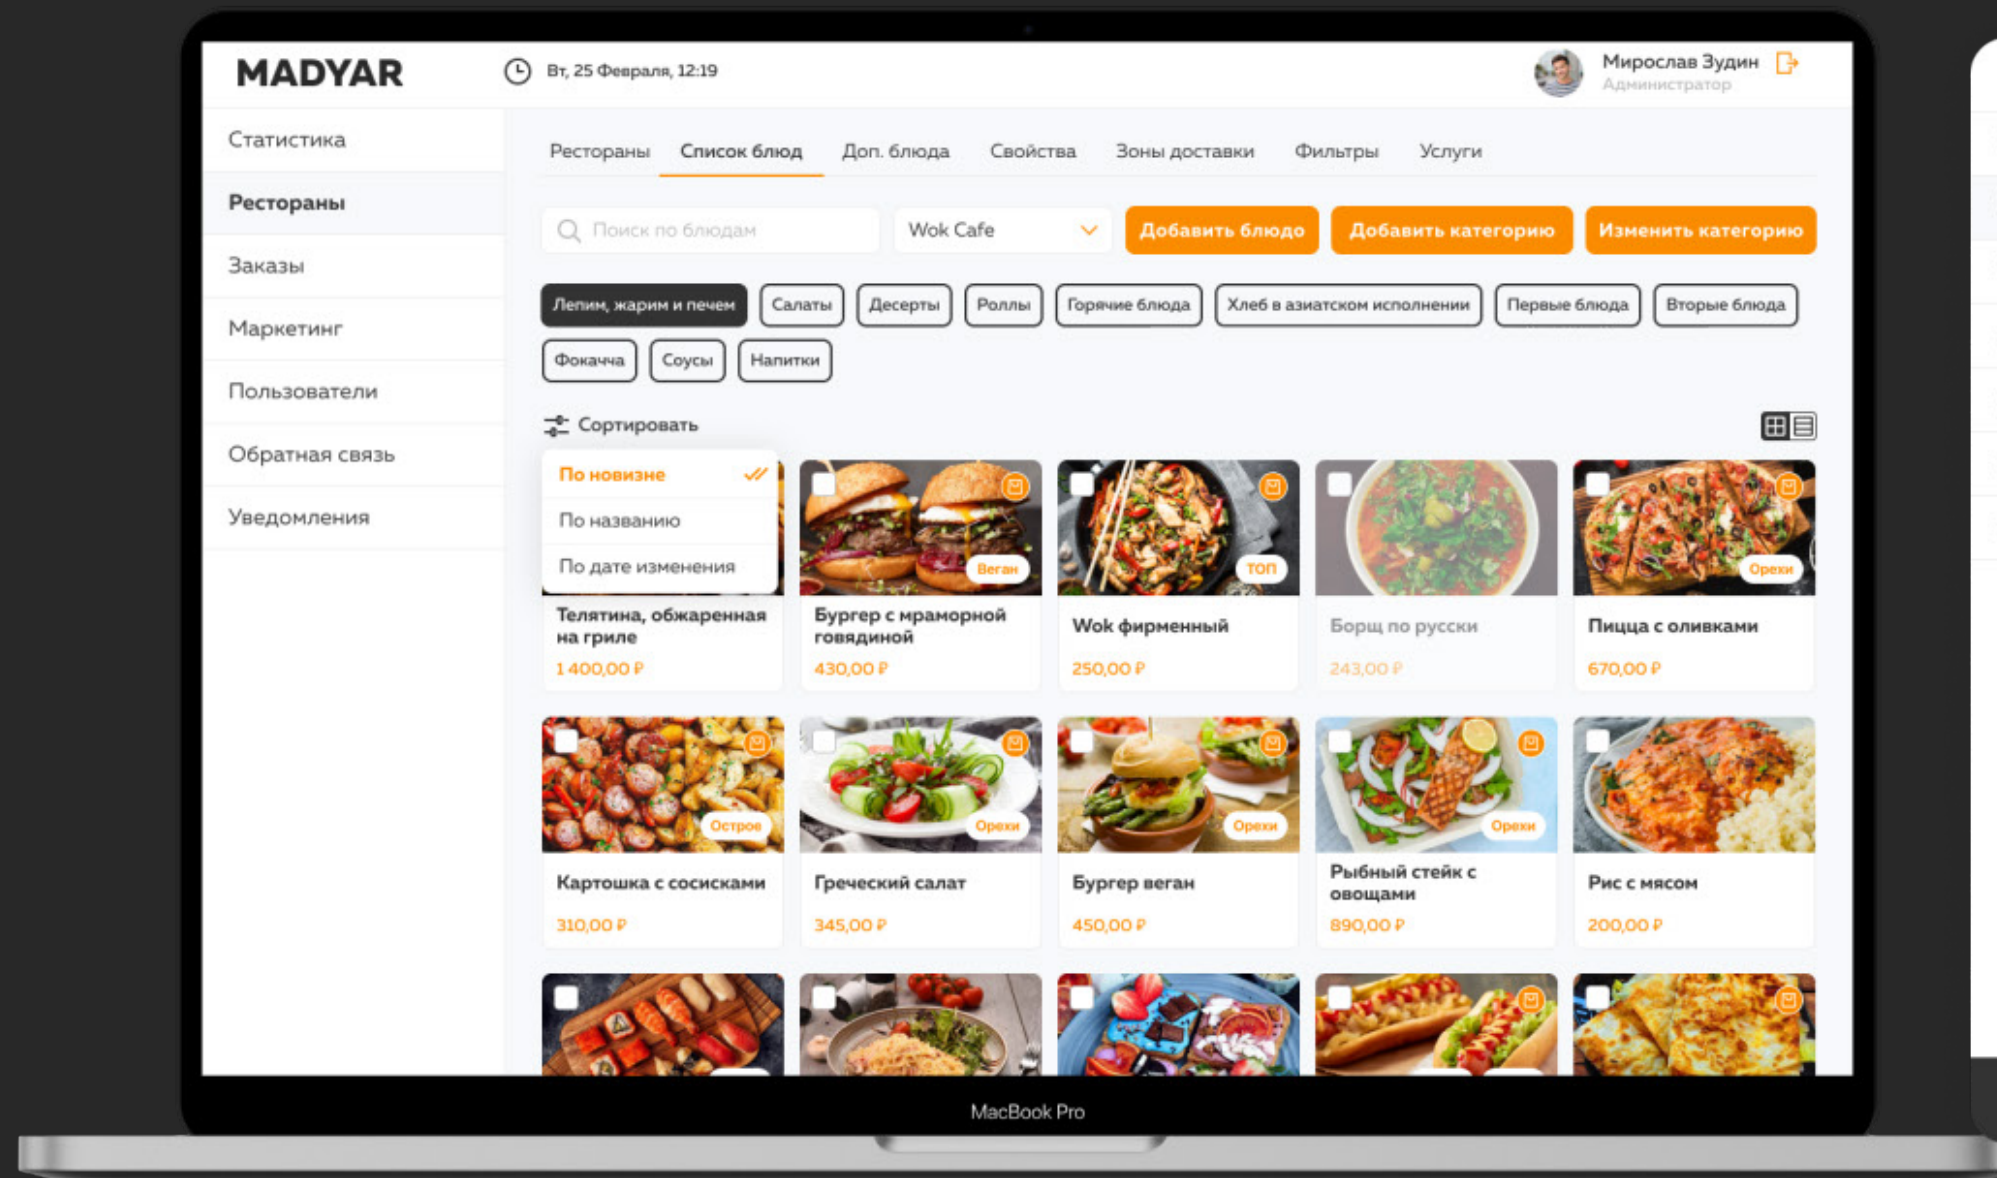 MADYAR
Вт, 25 Февраля, 12:19
Мирослав Зудин
Администратор
Статистика
Рестораны
Заказы
Маркетинг
Пользователи
Обратная связь
Уведомления
Рестораны Список блюд Доп. блюда Свойства Зоны доставки Фильтры Услуги
Поиск по блюдам Wok Cafe Добавить блюдо Добавить категорию Изменить категорию
Лепим, жарим и печем Салаты Десерты Роллы Горячие блюда Хлеб в азиатском исполнении Первые блюда Вторые блюда
Фокачча Соусы Напитки
Сортировать
По новизне
По названию
По дате изменения
Телятина, обжаренная
на гриле
1 400,00 ₽
Веган
Бургер с мраморной
говядиной
430,00 ₽
ТОП
Wok фирменный
250,00 ₽
Борщ по русски
243,00 ₽
Орехи
Пицца с оливками
670,00 ₽
Острое
Картошка с сосисками
310,00 ₽
Орехи
Греческий салат
345,00 ₽
Орехи
Бургер веган
450,00 ₽
Орехи
Рыбный стейк с
овощами
890,00 ₽
Рис с мясом
200,00 ₽
MacBook Pro